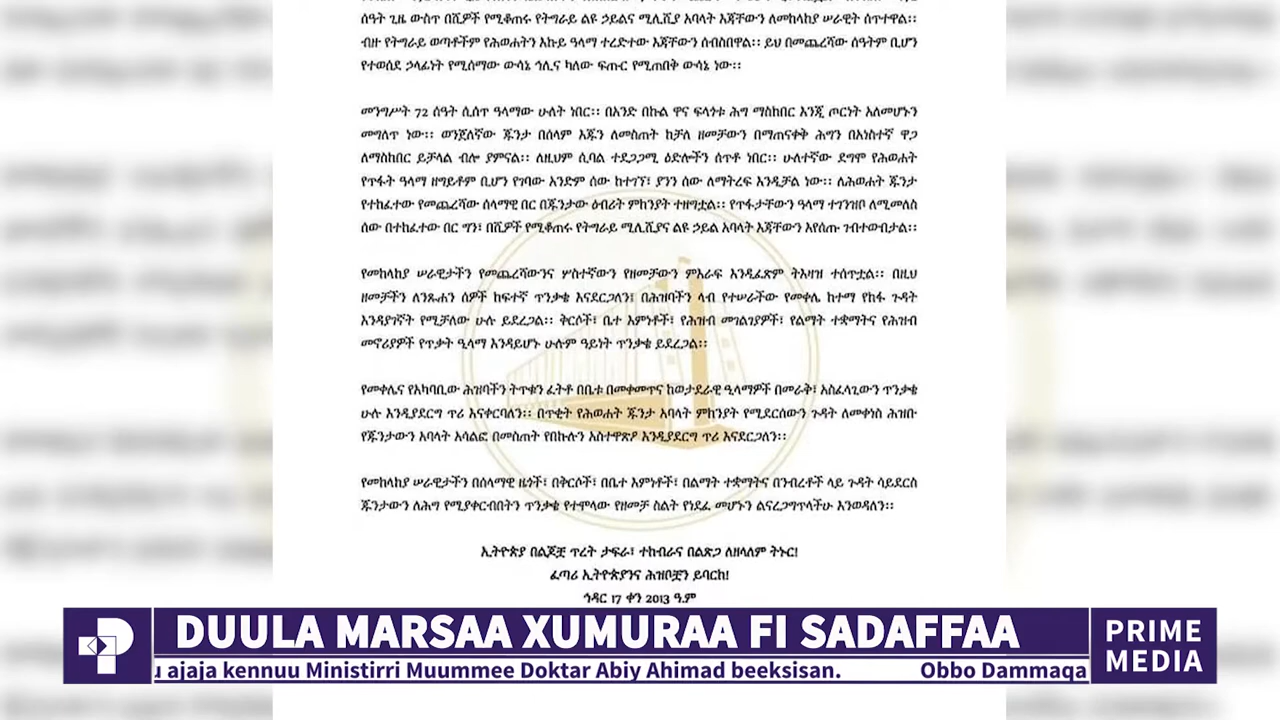 ሰዓት ጊዜ ውስጥ በሺዎች የሚቆጠሩ የትግራይ ልዩ ኃይልና ሚሊሺያ አባላት እጃቸውን ለመከላከያ ሠራዊት ሰጥተዋል፡፡
ብዙ የትግራይ ወጣቶችም የሕወሐትን እኩይ ዓላማ ተረድተው እጃቸውን ሰብስበዋል፡፡ ይህ በመጨረሻው ሰዓትም ቢሆን
የተወሰደ ኃላፊነት የሚሰማው ውሳኔ ኅሊና ካለው ፍጡር የሚጠበቅ ውሳኔ ነው፡፡
መንግሥት 72 ሰዓት ሲሰጥ ዓላማው ሁለት ነበር፡፡ በአንድ በኩል ዋና ፍላጎቱ ሕግ ማስከበር እንጂ ጦርነት አለመሆኑን
መግለጥ ነው፡፡ ወንጀለኛው ጁንታ በሰላም እጁን ለመስጠት ከቻለ ዘመቻውን በማጠናቀቅ ሕግን በአነስተኛ ዋጋ
ለማስከበር ይቻላል ብሎ ያምናል፡፡ ለዚህም ሲባል ተደጋጋሚ ዕድሎችን ሰጥቶ ነበር፡፡ ሁለተኛው ደግሞ የሕወሐት
የጥፋት ዓላማ ዘግይቶም ቢሆን የገባው አንድም ሰው ከተገኘ፣ ያንን ሰው ለማትረፍ እንዲቻል ነው፡፡ ለሕወሐት ጁንታ
የተከፈተው የመጨረሻው ሰላማዊ በር በጁንታው ዕብሪት ምክንያት ተዘግቷል፡፡ የጥፋታቸውን ዓላማ ተገንዝቦ ለሚመለስ
ሰው በተከፈተው በር ግን፣ በሺዎች የሚቆጠሩ የትግራይ ሚሊሺያና ልዩ ኃይል አባላት እጃቸውን እየሰጡ ገብተውበታል፡፡
የመከላከያ ሠራዊታችን የመጨረሻውንና ሦስተኛውን የዘመቻውን ምእራፍ እንዲፈጽም ትእዛዝ ተሰጥቷል፡፡ በዚህ
ዘመቻችን ለንጹሐን ሰዎች ከፍተኛ ጥንቃቄ እናደርጋለን፤ በሕዝባችን ላብ የተሠራችው የመቀሌ ከተማ የከፋ ጉዳት
እንዳያገኛት የሚቻለው ሁሉ ይደረጋል፡፡ ቅርሶች፣ ቤተ እምነቶች፣ የሕዝብ መገልገያዎች፣ የልማት ተቋማትና የሕዝብ
መኖሪያዎች የጥቃት ዒላማ እንዳይሆኑ ሁሉም ዓይነት ጥንቃቄ ይደረጋል፡፡
የመቀሌና የአካባቢው ሕዝባችን ትጥቁን ፈትቶ በቤቱ በመቀመጥና ከወታደራዊ ዒላማዎች በመራቅ፣ አስፈላጊውን ጥንቃቄ
ሁሉ እንዲያደርግ ጥሪ እናቀርባለን፡፡ በጥቂት የሕወሐት ጁንታ አባላት ምክንያት የሚደርሰውን ጉዳት ለመቀነስ ሕዝቡ
የጁንታውን አባላት አሳልፎ በመስጠት የበኩሉን አስተዋጽዖ እንዲያደርግ ጥሪ እናደርጋለን፡፡
የመከላከያ ሠራዊታችን በሰላማዊ ዜጎች፣ በቅርሶች፣ በቤተ እምነቶች፣ በልማት ተቋማትና በንብረቶች ላይ ጉዳት ሳይደርስ
ጁንታውን ለሕግ የሚያቀርብበትን ጥንቃቄ የተሞላው የዘመቻ ስልት የነደፈ መሆኑን ልናረጋግጥላችሁ እንወዳለን፡፡
ኢትዮጵያ በልጆቿ ጥረት ታፍራ፣ ተከብራና በልጽጋ ለዘላለም ትኑር!
ፈጣሪ ኢትዮጵያንና ሕዝቦቿን ይባርክ!
ኅዳር 17 ቀን 2013 ዓ.ም
DUULA MARSAA XUMURAA FI SADAFFAA
u ajaja kennuu Ministirri Muummee Doktar Abiy Ahimad beeksisan. Obbo Dammaqa
PRIME
MEDIA